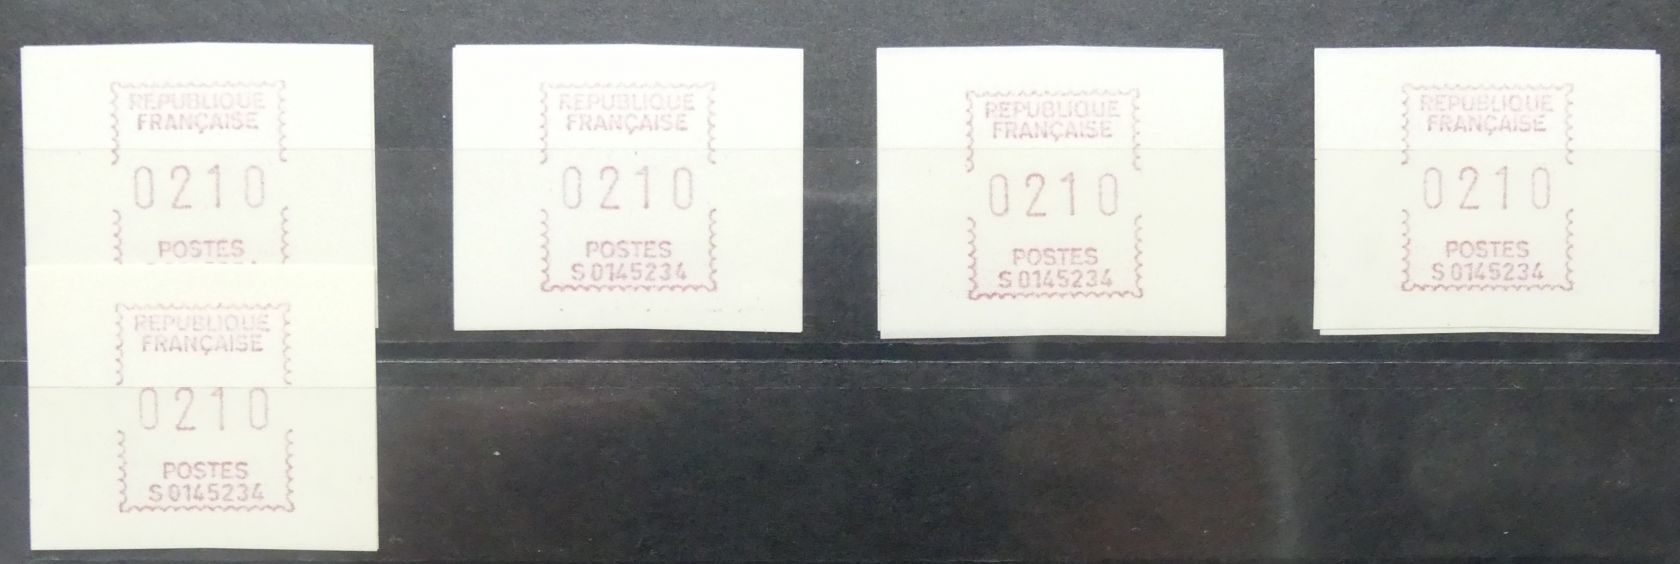 REPUBLIQUE
FRANÇAISE
0210
POSTES
REPUBLIQUE
FRANÇAISE
0210
POSTES
S 0145234
REPUBLIQUE
FRANÇAISE
0210
POSTES
S 0145234
REPUBLIQUE
FRANÇAISE
0210
POSTES
S 0145234
REPUBLIQUE
FRANÇAISE
0210
POSTES
S 0145234